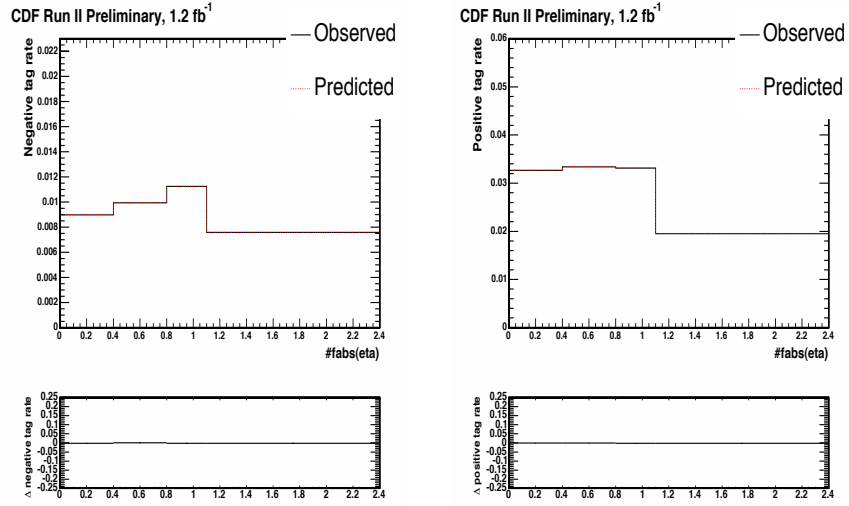 CDF Run II Preliminary, 1.2 fb-1
Observed
Predicted
Negative tag rate
0.022
0.02
0.018
0.016
0.014
0.012
0.01
0.008
0.006
0.004
0.002
0
0 0.2 0.4 0.6 0.8 1 1.2 1.4 1.6 1.8 2 2.2 2.4
#fabs(eta)
Δ negative tag rate
0.25
0.2
0.15
0.1
0.05
0
-0.05
-0.1
-0.15
-0.2
-0.25
0 0.2 0.4 0.6 0.8 1 1.2 1.4 1.6 1.8 2 2.2 2.4
CDF Run II Preliminary, 1.2 fb-1
Observed
Predicted
Positive tag rate
0.06
0.05
0.04
0.03
0.02
0.01
0
0 0.2 0.4 0.6 0.8 1 1.2 1.4 1.6 1.8 2 2.2 2.4
#fabs(eta)
Δ positive tag rate
0.25
0.2
0.15
0.1
0.05
0
-0.05
-0.1
-0.15
-0.2
-0.25
0 0.2 0.4 0.6 0.8 1 1.2 1.4 1.6 1.8 2 2.2 2.4